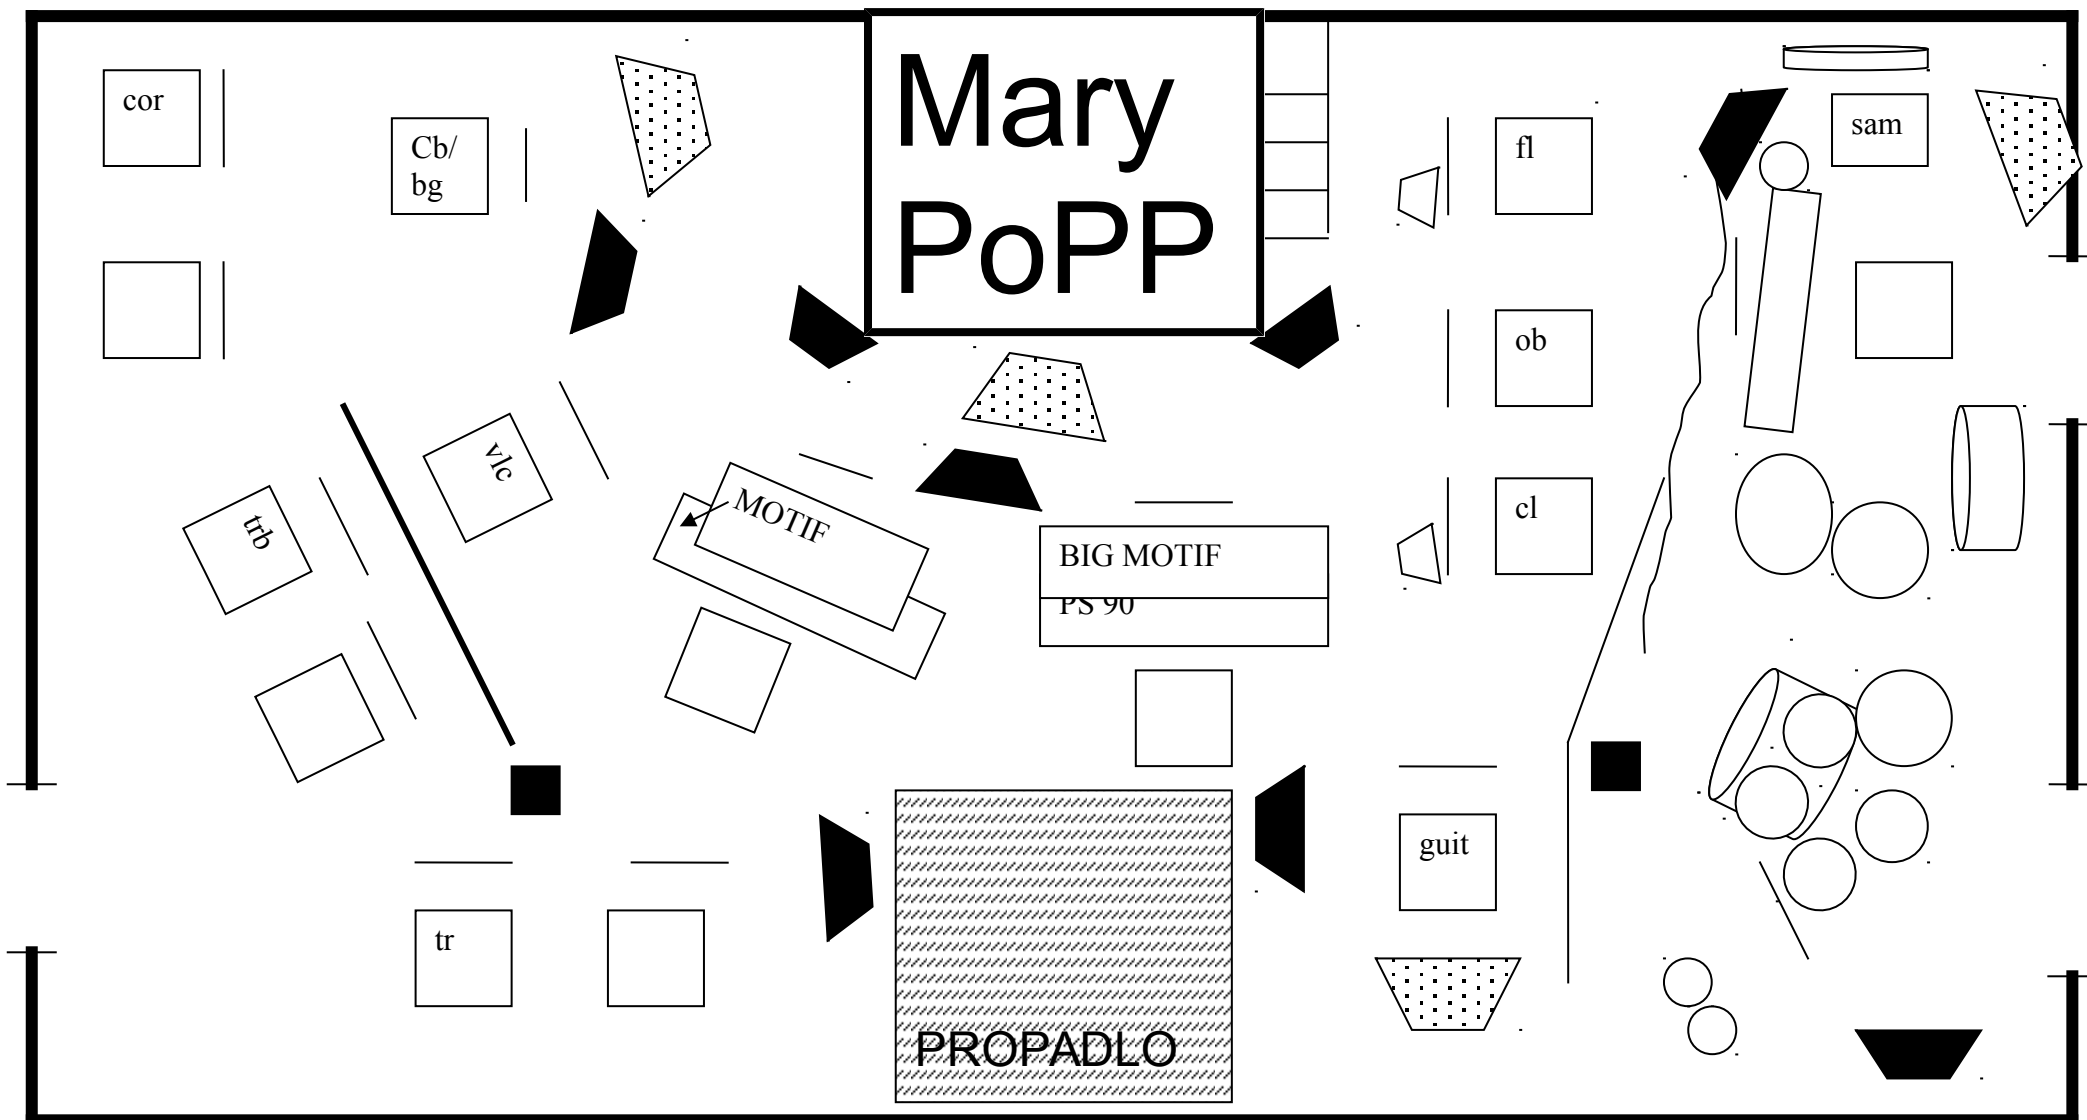 Mary
PoPP
cor
Cb/
bg
fl
sam
ob
vlc
trb
MOTIF
BIG MOTIF
PS 90
cl
guit
tr
PROPADLO